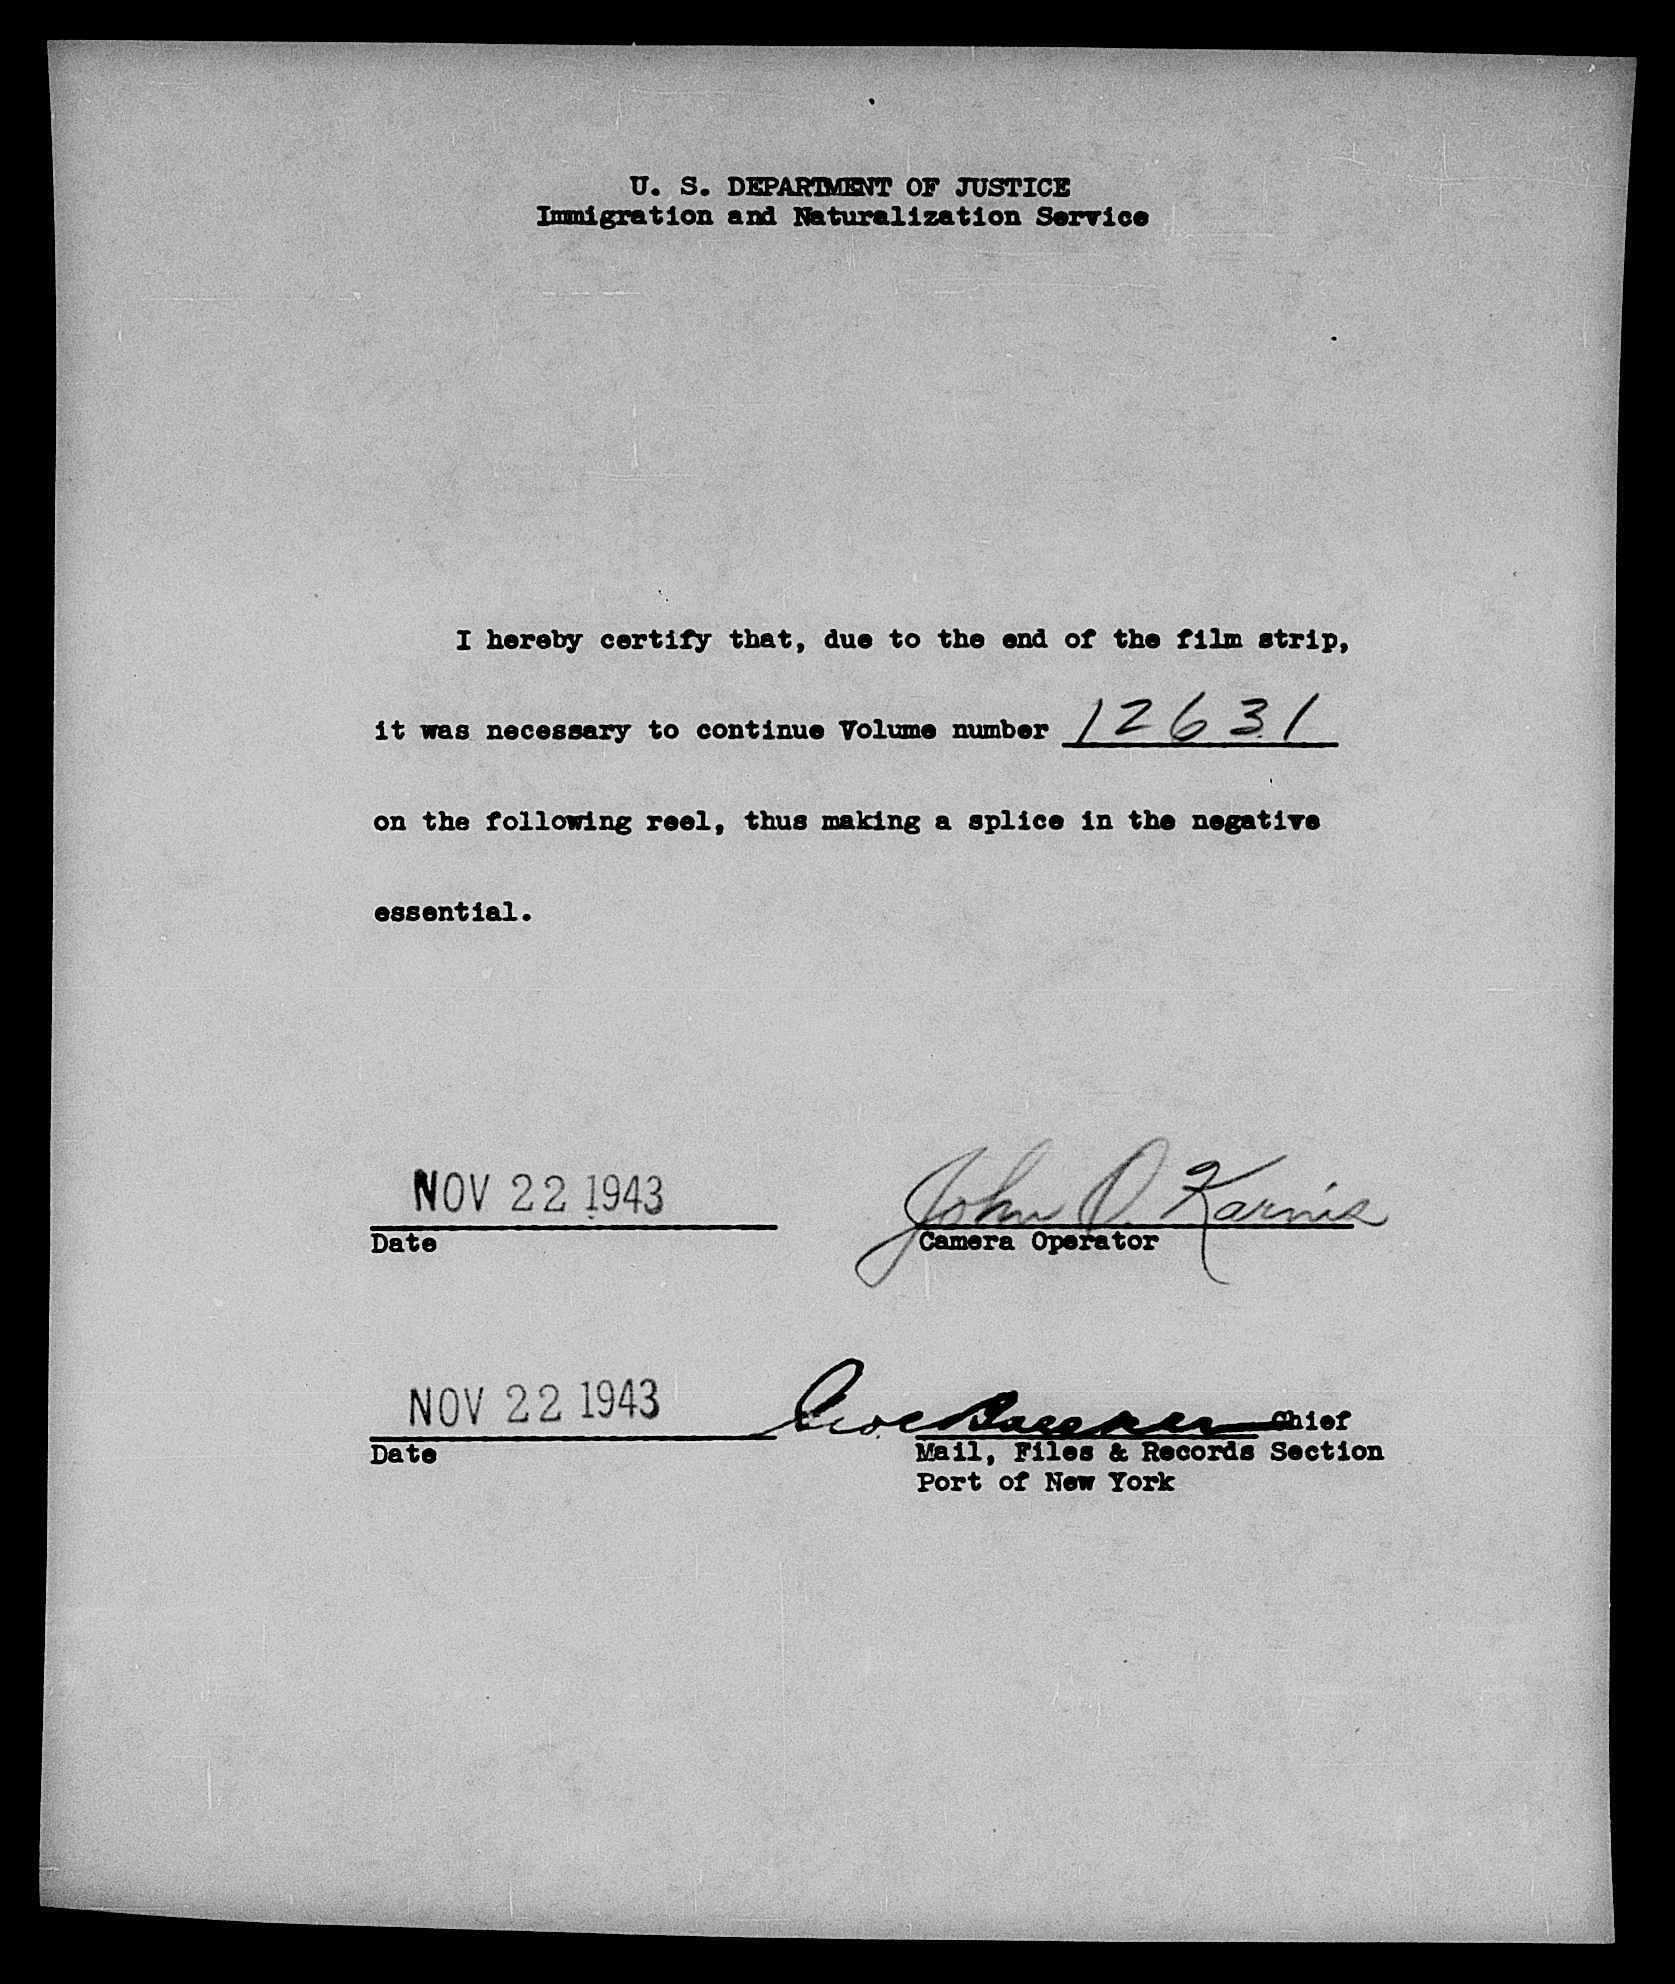 U. S. DEPARTMENT OF JUSTICE
Immigration and Naturalization Service
I hereby certify that, due to the end of the film strip,
it was necessary to continue Volume number 12631
on the following reel, thus making a splice in the negative
essential.
NOV 22 1943 John O. Karnis
Date Camera Operator
NOV 22 1943 Chief
Date Mail, Files & Records Section
Port of New York